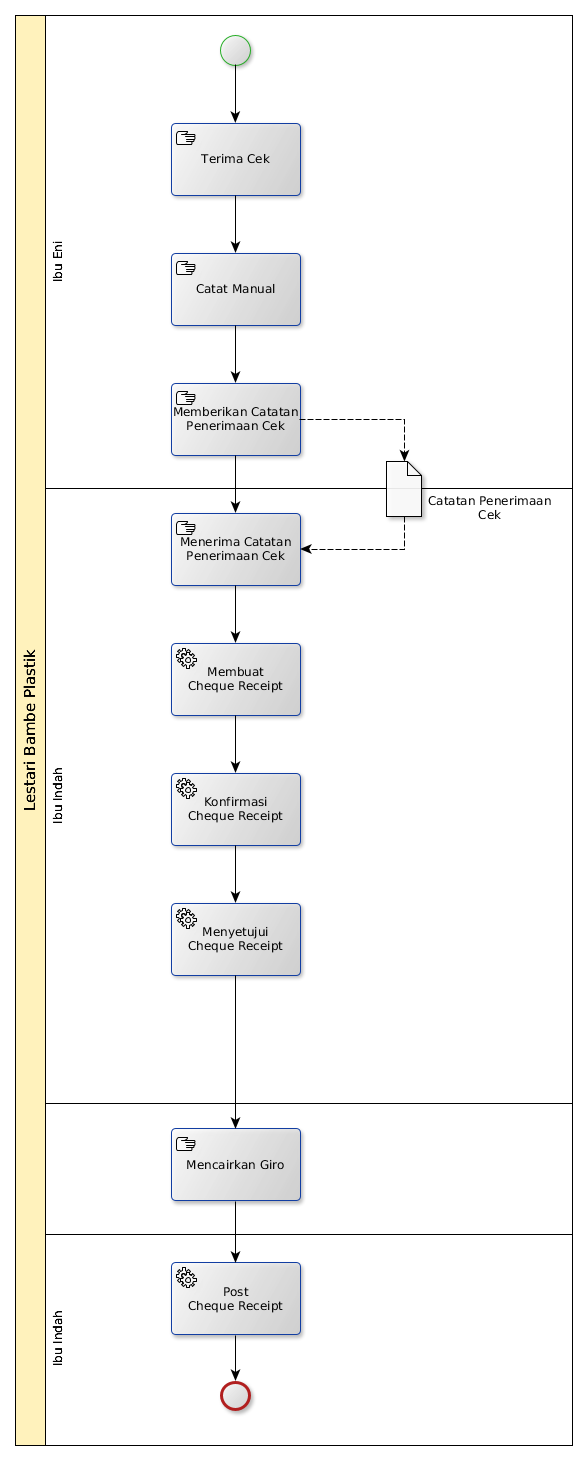 Lestari Bambe Plastik
Ibu Eni
Terima Cek
Catat Manual
Memberikan Catatan
Penerimaan Cek
Catatan Penerimaan
Cek
Ibu Indah
Menerima Catatan
Penerimaan Cek
Membuat
Cheque Receipt
Konfirmasi
Cheque Receipt
Menyetujui
Cheque Receipt
Mencairkan Giro
Ibu Indah
Post
Cheque Receipt